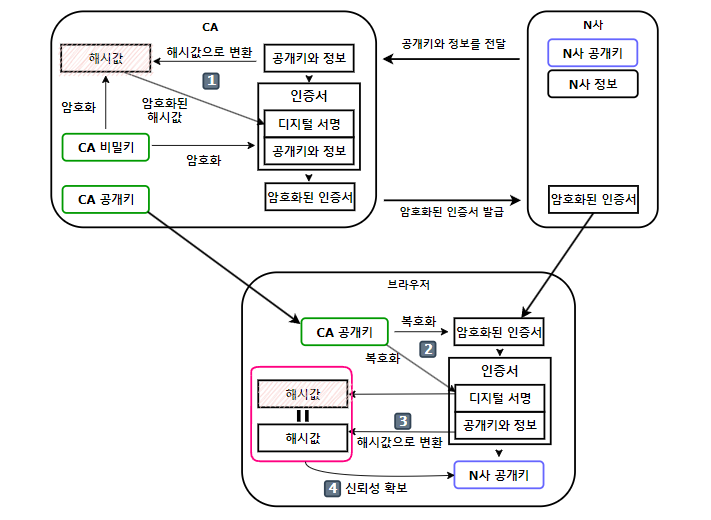 CA
해시값
해시값으로 변환
1
공개키와 정보
암호화
암호화된
해시값
인증서
디지털 서명
공개키와 정보
CA 비밀키
암호화
CA 공개키
암호화된 인증서
공개키와 정보를 전달
암호화된 인증서 발급
N사
N사 공개키
N사 정보
암호화된 인증서
브라우저
CA 공개키
복호화
2
복호화
암호화된 인증서
인증서
디지털 서명
공개키와 정보
해시값
해시값
3
해시값으로 변환
4 신뢰성 확보
N사 공개키